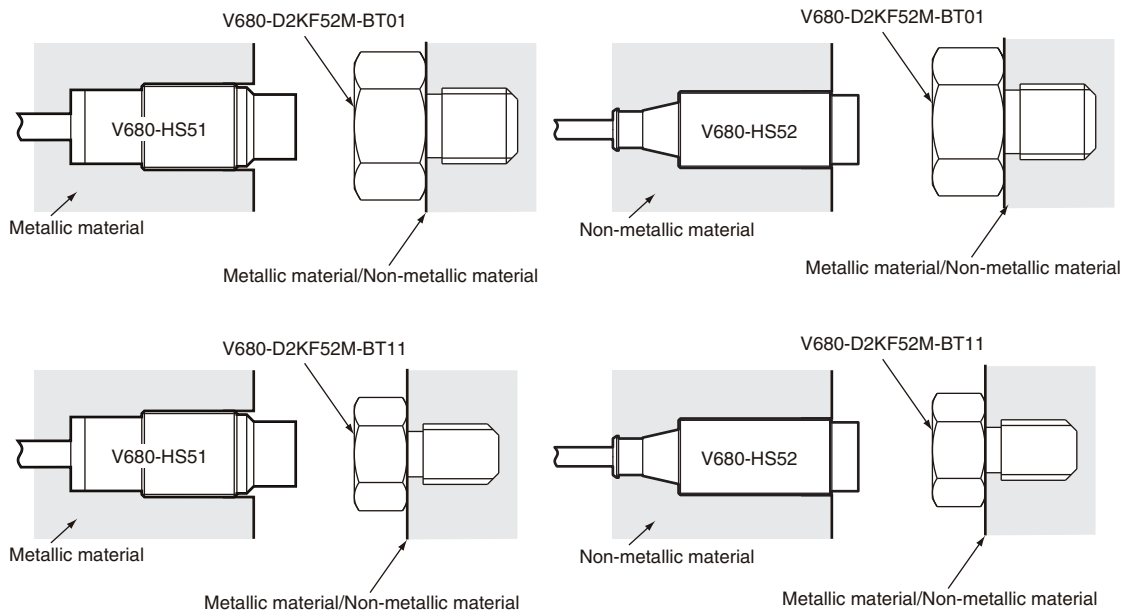 V680-D2KF52M-BT01
V680-HS51
Metallic material
Metallic material/Non-metallic material
V680-D2KF52M-BT01
V680-HS52
Non-metallic material
Metallic material/Non-metallic material
V680-D2KF52M-BT11
V680-HS51
Metallic material
Metallic material/Non-metallic material
V680-D2KF52M-BT11
V680-HS52
Non-metallic material
Metallic material/Non-metallic material